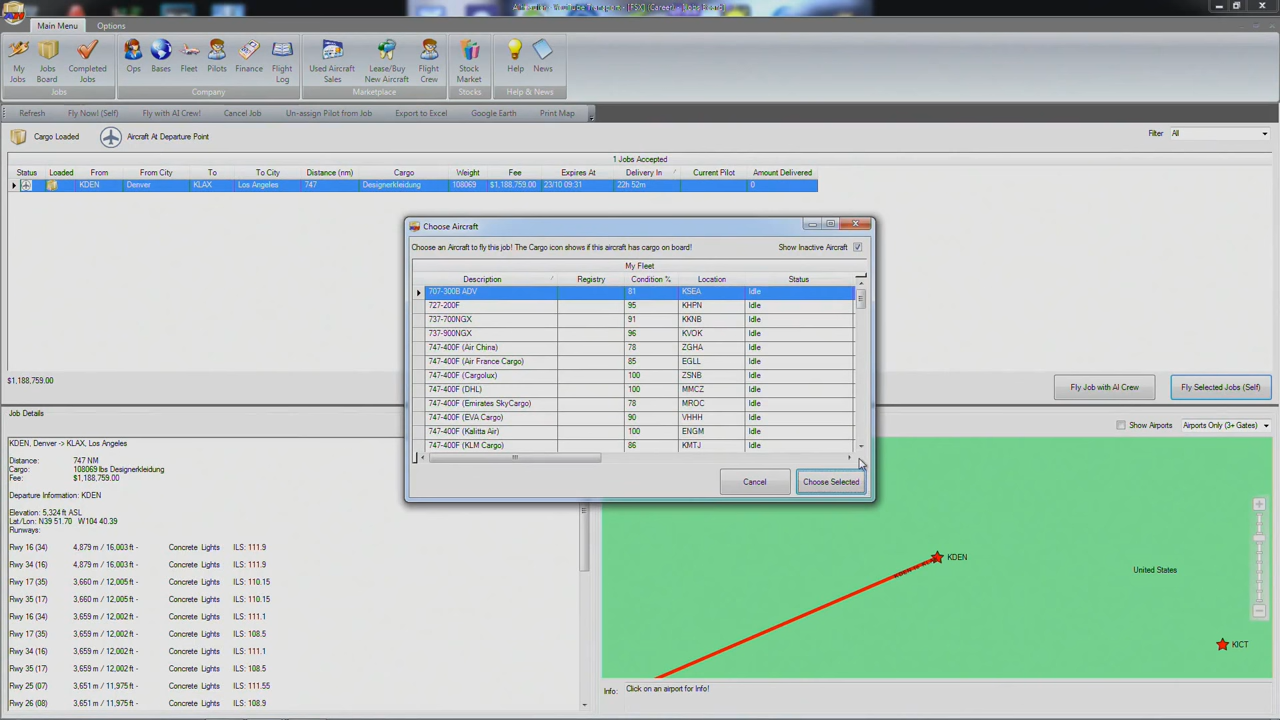 Main Menu Options
My Jobs
Jobs Board
Completed Jobs
Ops
Bases
Fleet
Pilots
Finance
Flight Log
Used Aircraft Sales
Lease/Buy New Aircraft
Flight Crew
Stock Market
Help
News
Jobs Company Marketplace Stocks Help & News
Refresh Fly Now! (Self) Fly with AI Crew! Cancel Job Un-assign Pilot from Job Export to Excel Google Earth Print Map
Cargo Loaded Aircraft At Departure Point Filter All
1 Jobs Accepted
Status Loaded From From City To To City Distance (nm) Cargo Weight Fee Expires At Delivery In Current Pilot Amount Delivered
KDEN Denver KLAX Los Angeles 747 Designerkleidung 108069 $1,188,759.00 23/10 09:31 22h 52m 0
Choose Aircraft
Choose an Aircraft to fly this job! The Cargo icon shows if this aircraft has cargo on board! Show Inactive Aircraft
My Fleet
Description Registry Condition % Location Status
707-300B ADV 81 KSEA Idle
727-200F 95 KHPN Idle
737-700NGX 91 KKNB Idle
737-900NGX 96 KVOK Idle
747-400F (Air China) 78 ZGHA Idle
747-400F (Air France Cargo) 85 EGLL Idle
747-400F (Cargolux) 100 ZSNB Idle
747-400F (DHL) 100 MMCZ Idle
747-400F (Emirates SkyCargo) 78 MROC Idle
747-400F (EVA Cargo) 90 VHHH Idle
747-400F (Kalitta Air) 100 ENGM Idle
747-400F (KLM Cargo) 86 KMTJ Idle
Cancel Choose Selected
$1,188,759.00 Fly Job with AI Crew Fly Selected Jobs (Self)
Job Details Show Airports Airports Only (3+ Gates)
KDEN, Denver -> KLAX, Los Angeles
Distance: 747 NM
Cargo: 108069 lbs Designerkleidung
Fee: $1,188,759.00
Departure Information: KDEN
Elevation: 5,324 ft ASL
Lat/Lon: N39 51.70 W104 40.39
Runways:
Rwy 16 (34) 4,879 m / 16,003 ft - Concrete Lights ILS: 111.9
Rwy 34 (16) 4,879 m / 16,003 ft - Concrete Lights ILS: 111.9
Rwy 17 (35) 3,660 m / 12,005 ft - Concrete Lights ILS: 110.15
Rwy 35 (17) 3,660 m / 12,005 ft - Concrete Lights ILS: 110.15
Rwy 16 (34) 3,659 m / 12,002 ft - Concrete Lights ILS: 111.1
Rwy 17 (35) 3,659 m / 12,002 ft - Concrete Lights ILS: 108.5
Rwy 34 (16) 3,659 m / 12,002 ft - Concrete Lights ILS: 111.1
Rwy 35 (17) 3,659 m / 12,002 ft - Concrete Lights ILS: 108.5
Rwy 25 (07) 3,651 m / 11,975 ft - Concrete Lights ILS: 111.55
Rwy 26 (08) 3,651 m / 11,975 ft - Concrete Lights ILS: 108.9
KDEN
United States
KICT
Info: Click on an airport for Info!